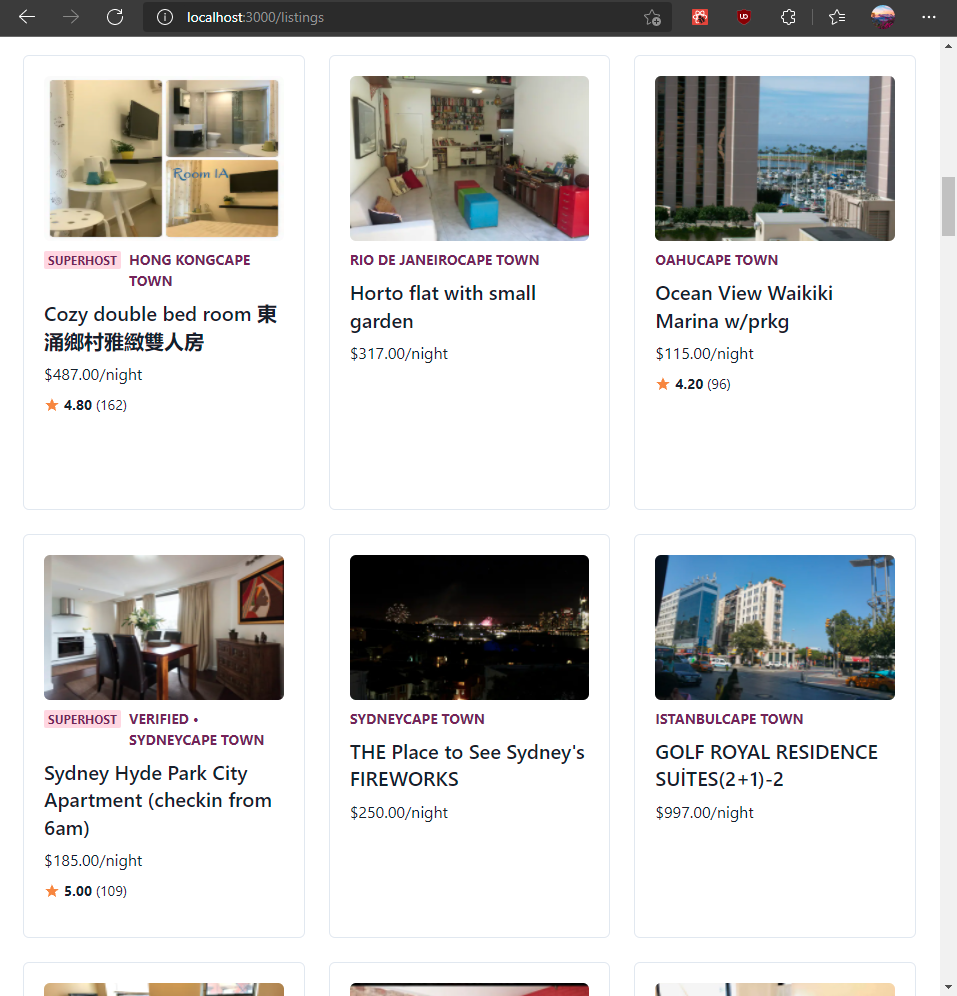 localhost:3000/listings
Room 1A
SUPERHOST HONG KONGCAPE
TOWN
Cozy double bed room 東
涌鄉村雅緻雙人房
$487.00/night
4.80 (162)
RIO DE JANEIROCAPE TOWN
Horto flat with small
garden
$317.00/night
OAHUCAPE TOWN
Ocean View Waikiki
Marina w/prkg
$115.00/night
4.20 (96)
SUPERHOST VERIFIED •
SYDNEYCAPE TOWN
Sydney Hyde Park City
Apartment (checkin from
6am)
$185.00/night
5.00 (109)
SYDNEYCAPE TOWN
THE Place to See Sydney's
FIREWORKS
$250.00/night
ISTANBULCAPE TOWN
GOLF ROYAL RESIDENCE
SUİTES(2+1)-2
$997.00/night